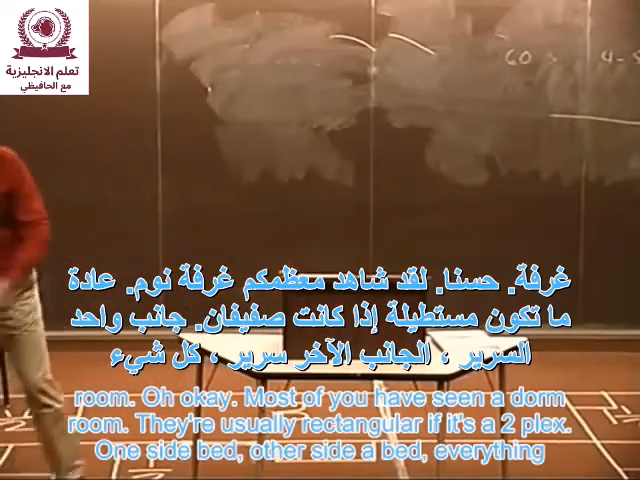 تعلم الانجليزية
مع الحافيظي
60
غرفة. حسنا. لقد شاهد معظمكم غرفة نوم. عادة
ما تكون مستطيلة إذا كانت صفيفان. جانب واحد
السرير ، الجانب الآخر سرير ، كل شيء
room. Oh okay. Most of you have seen a dorm
room. They're usually rectangular if it's a 2 plex.
One side bed, other side a bed, everything